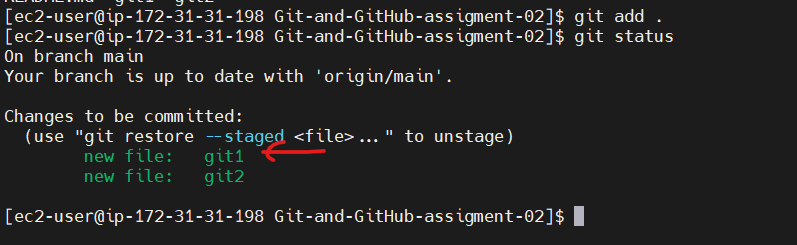 [ec2-user@ip-172-31-31-198 Git-and-GitHub-assigment-02]$ git add .
[ec2-user@ip-172-31-31-198 Git-and-GitHub-assigment-02]$ git status
On branch main
Your branch is up to date with 'origin/main'.

Changes to be committed:
  (use "git restore --staged <file>..." to unstage)
        new file:   git1
        new file:   git2

[ec2-user@ip-172-31-31-198 Git-and-GitHub-assigment-02]$